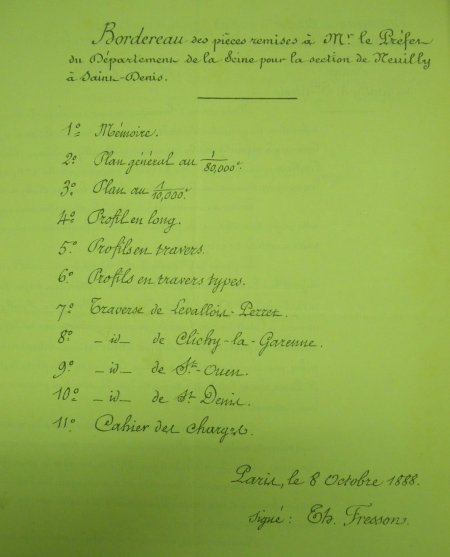 Bordereau des pièces remises à Mr. le Préfet
du Département de la Seine pour la section de Neuilly
à Saint-Denis.
1º Mémoire.
2º Plan général au 1/80,000e.
3º Plan au 1/10,000e.
4º Profil en long.
5º Profils en travers.
6º Profils en travers types.
7º Traverse de Levallois-Perret.
8º _id_ de Clichy-la-Garenne.
9º _id_ de St-Ouen.
10º _id_ de St Denis.
11º Cahier des charges.
Paris, le 8 Octobre 1888.
Signé: Th. Fresson.